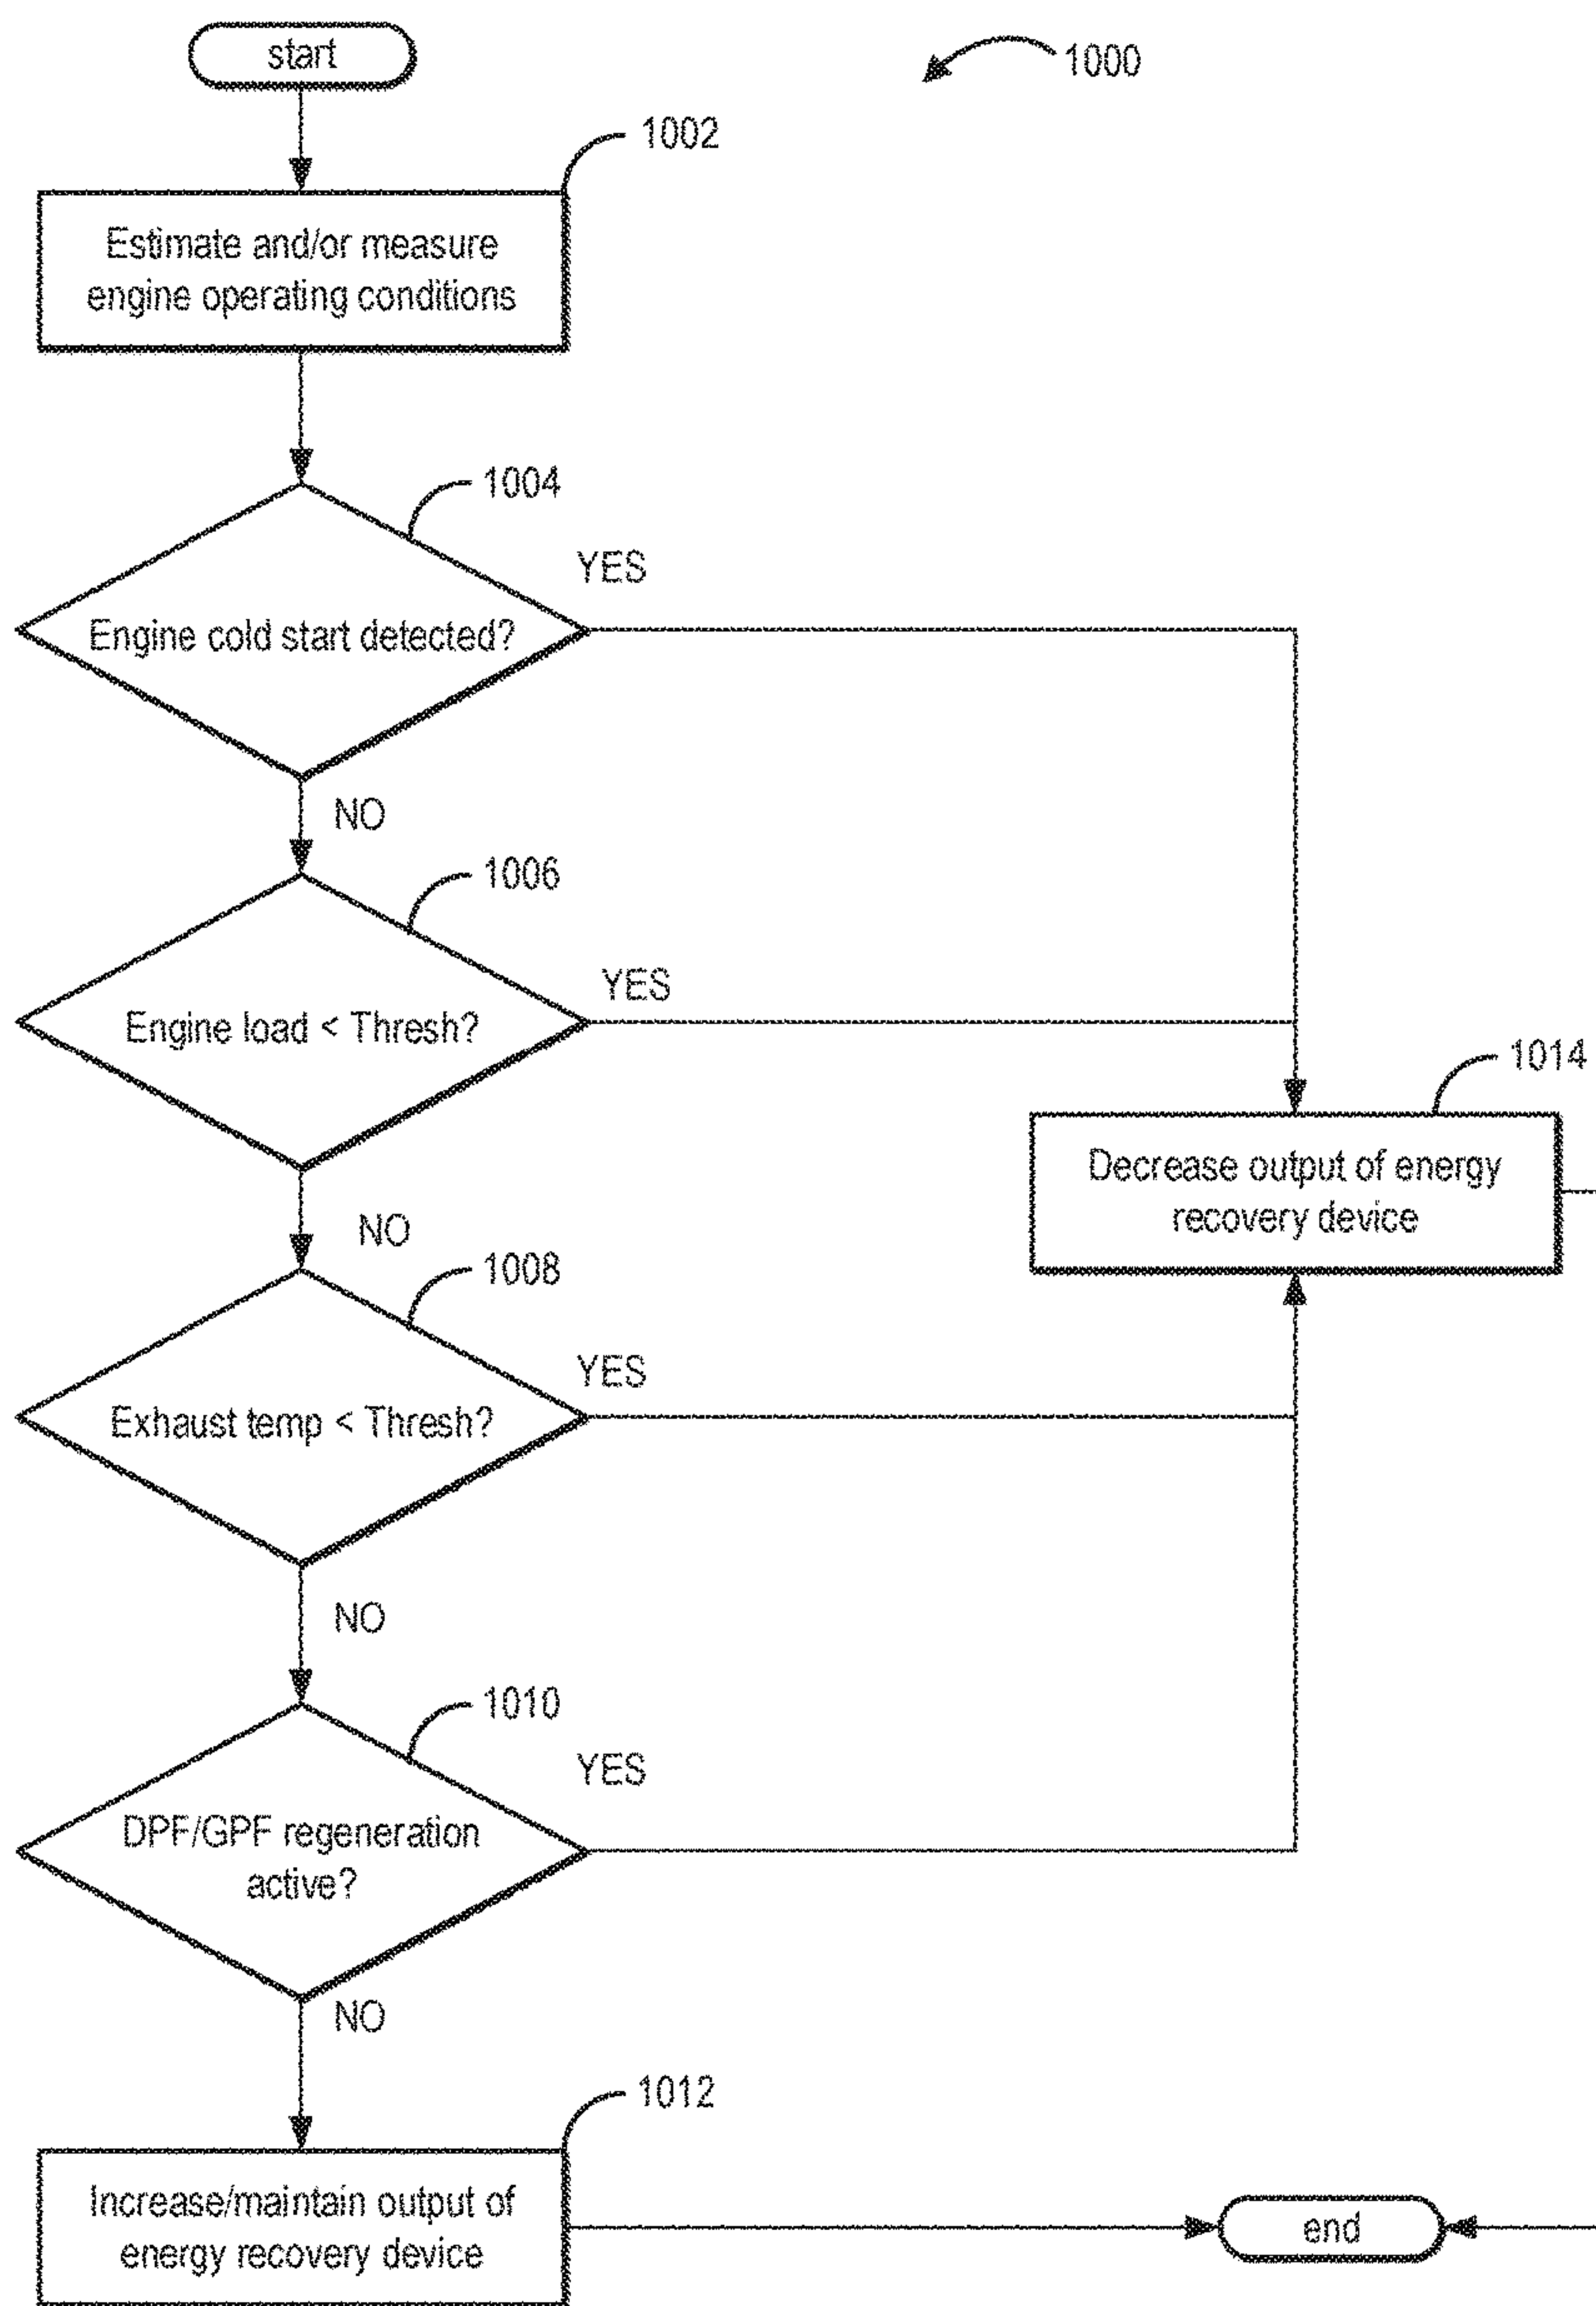 start
1000
1002
Estimate and/or measure
engine operating conditions
1004
YES
Engine cold start detected?
NO
1006
YES
Engine load < Thresh?
1014
Decrease output of energy
recovery device
NO
1008
YES
Exhaust temp < Thresh?
NO
1010
YES
DPF/GPF regeneration
active?
NO
1012
Increase/maintain output of
energy recovery device
end